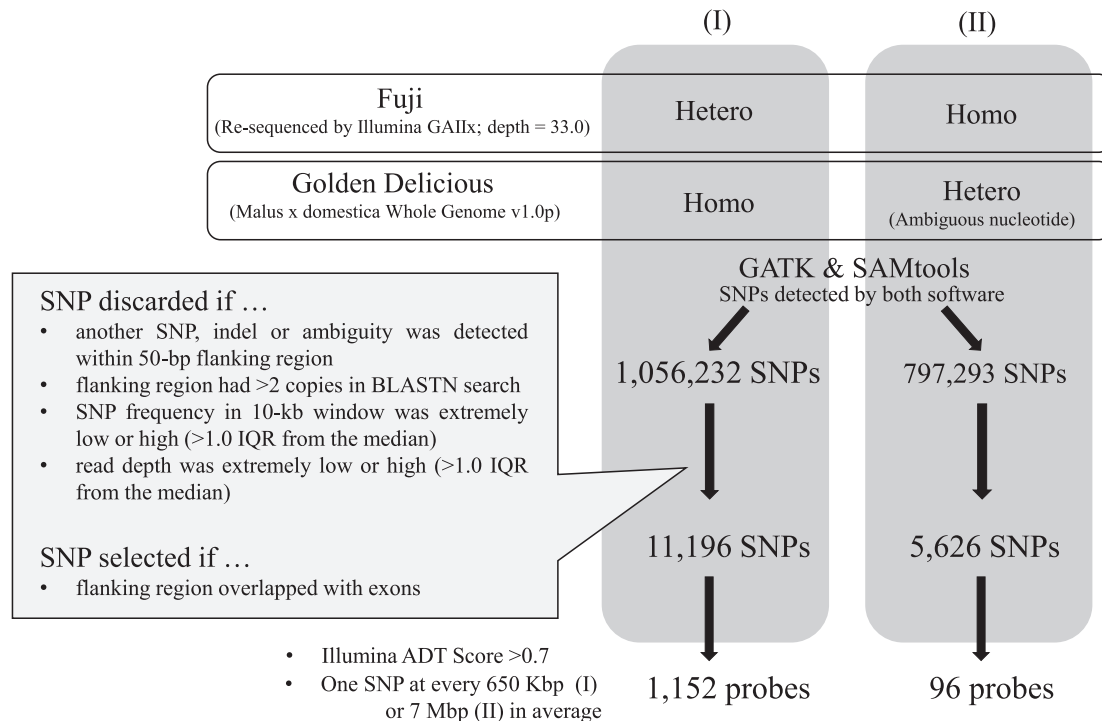 (I)
(II)
Fuji
(Re-sequenced by Illumina GAIIx; depth = 33.0)
Hetero
Homo
Golden Delicious
(Malus x domestica Whole Genome v1.0p)
Homo
Hetero
(Ambiguous nucleotide)
GATK & SAMtools
SNPs detected by both software
SNP discarded if …
• another SNP, indel or ambiguity was detected
within 50-bp flanking region
• flanking region had >2 copies in BLASTN search
• SNP frequency in 10-kb window was extremely
low or high (>1.0 IQR from the median)
• read depth was extremely low or high (>1.0 IQR
from the median)
SNP selected if …
• flanking region overlapped with exons
1,056,232 SNPs
797,293 SNPs
11,196 SNPs
5,626 SNPs
• Illumina ADT Score >0.7
• One SNP at every 650 Kbp (I)
or 7 Mbp (II) in average
1,152 probes
96 probes